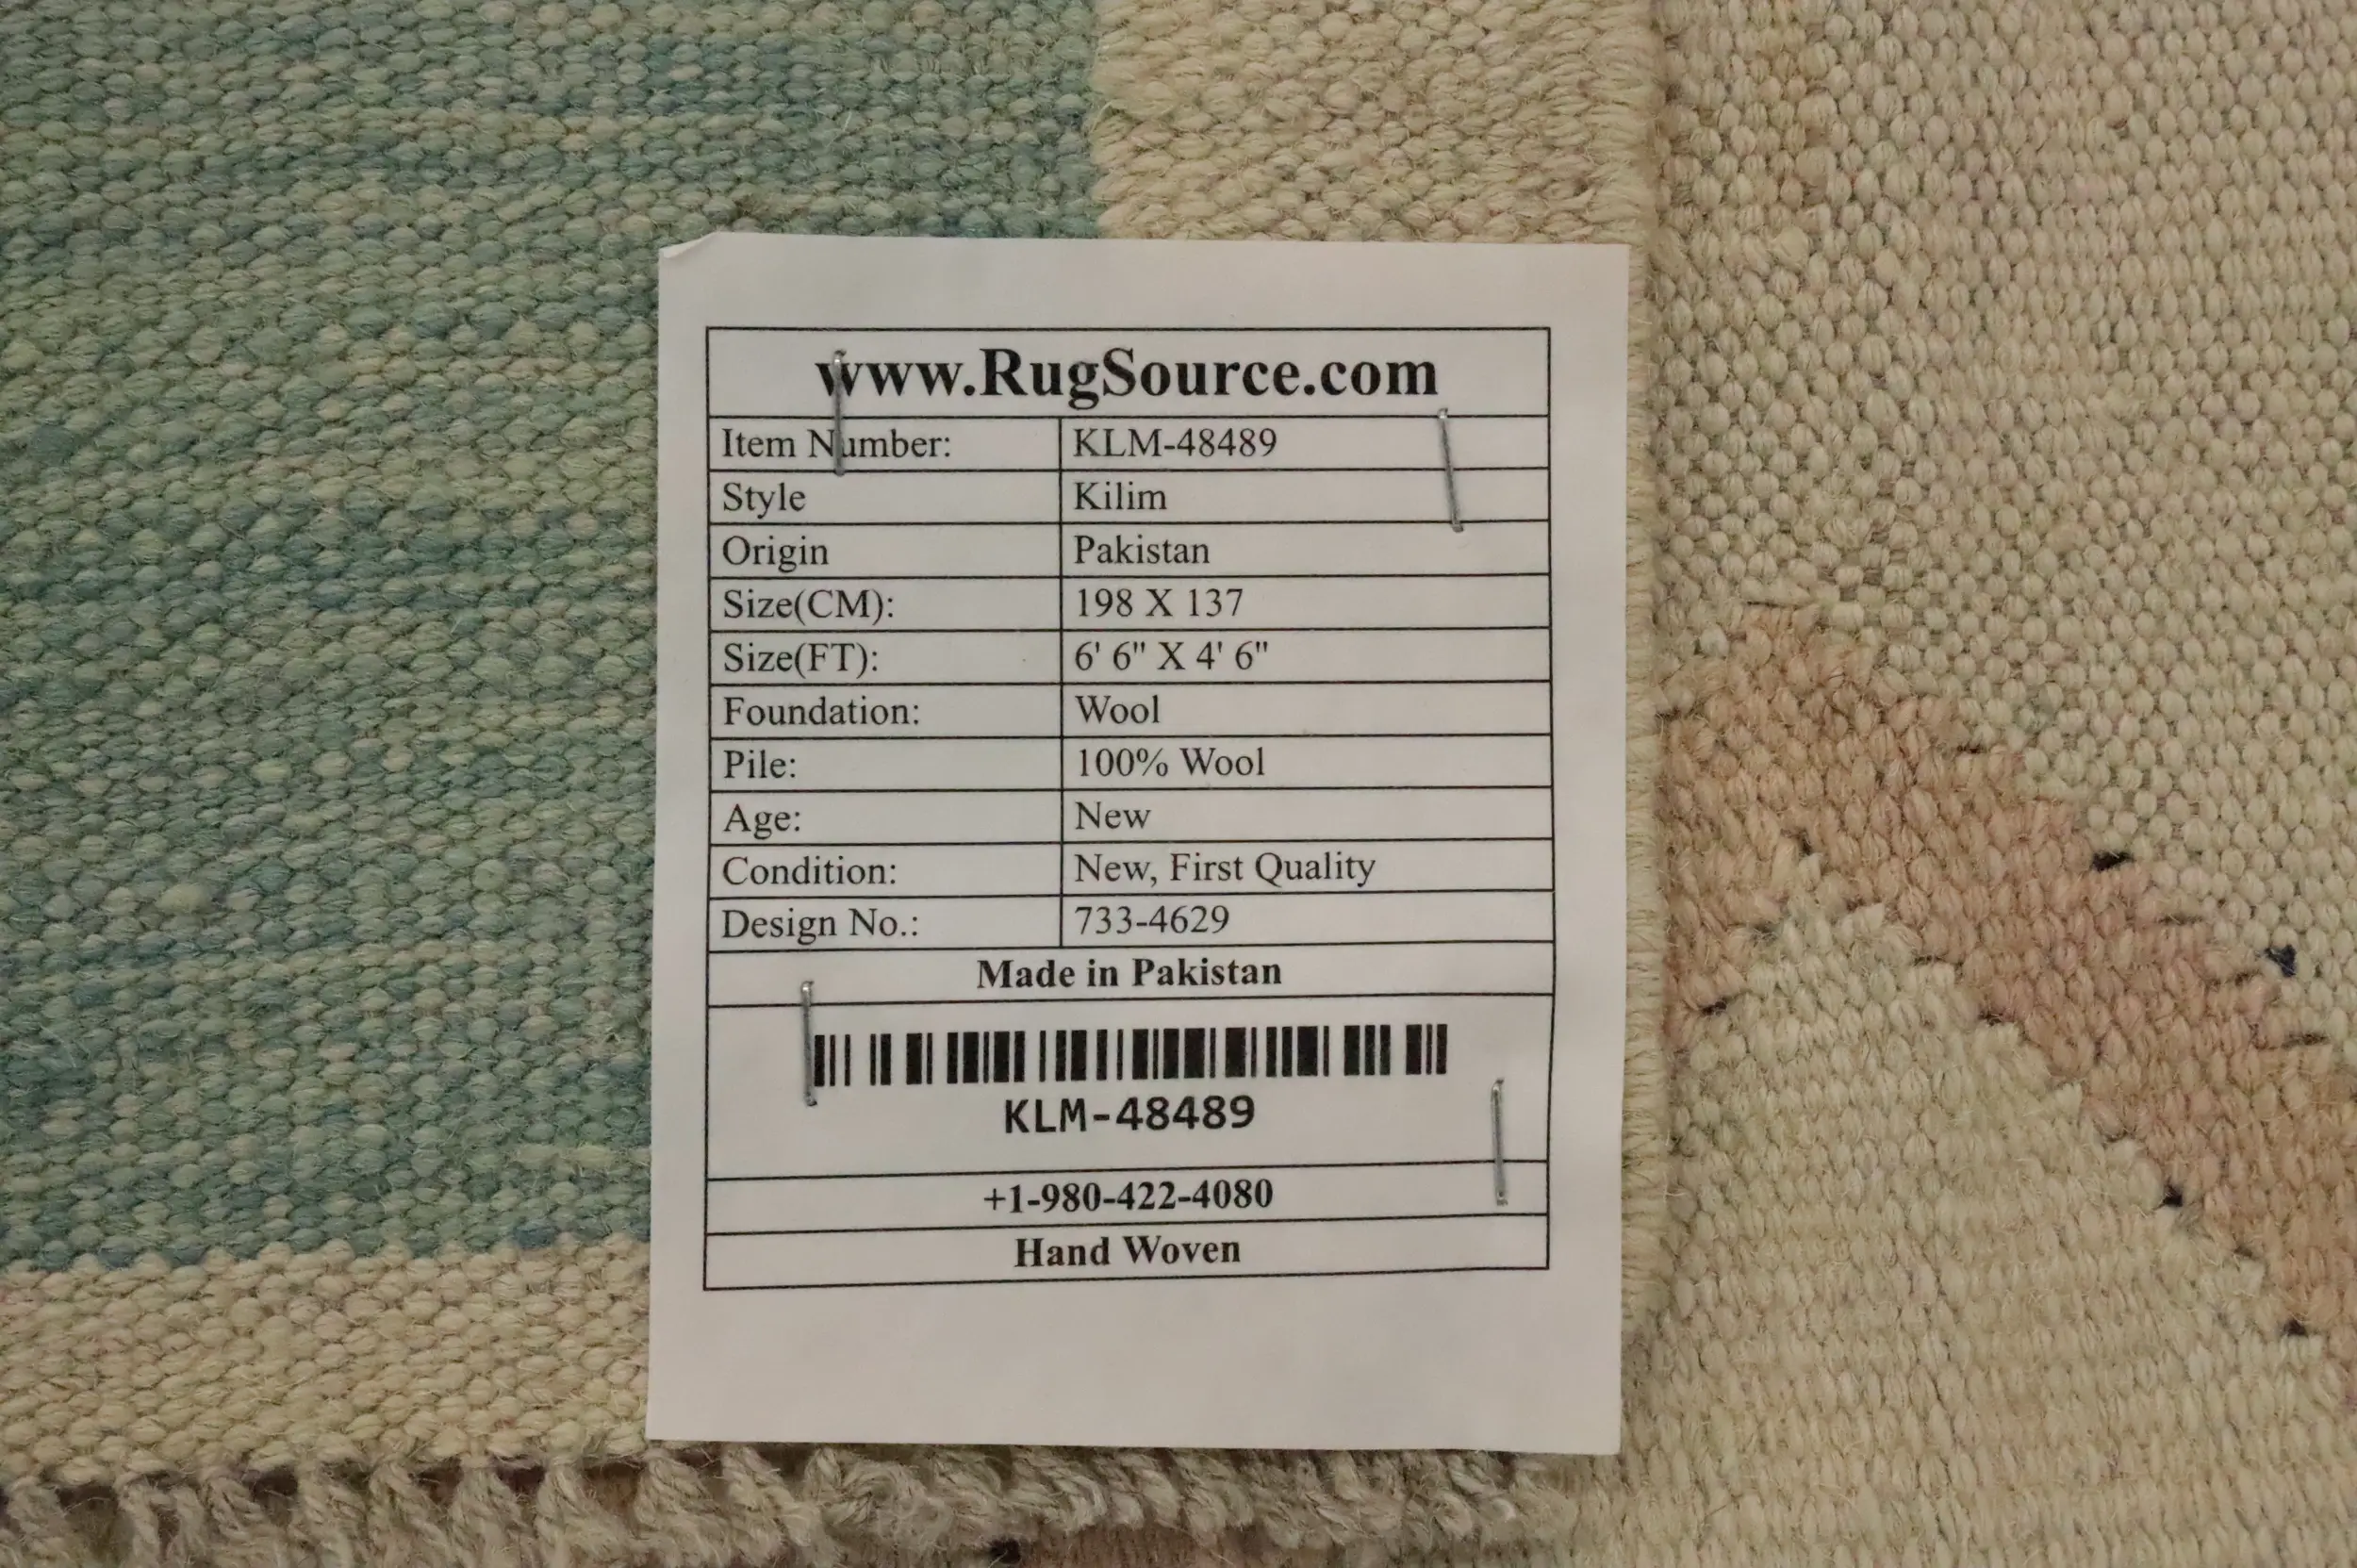 www.RugSource.com
Item Number: KLM-48489
Style Kilim
Origin Pakistan
Size(CM): 198 X 137
Size(FT): 6' 6" X 4' 6"
Foundation: Wool
Pile: 100% Wool
Age: New
Condition: New, First Quality
Design No.: 733-4629
Made in Pakistan
KLM-48489
+1-980-422-4080
Hand Woven